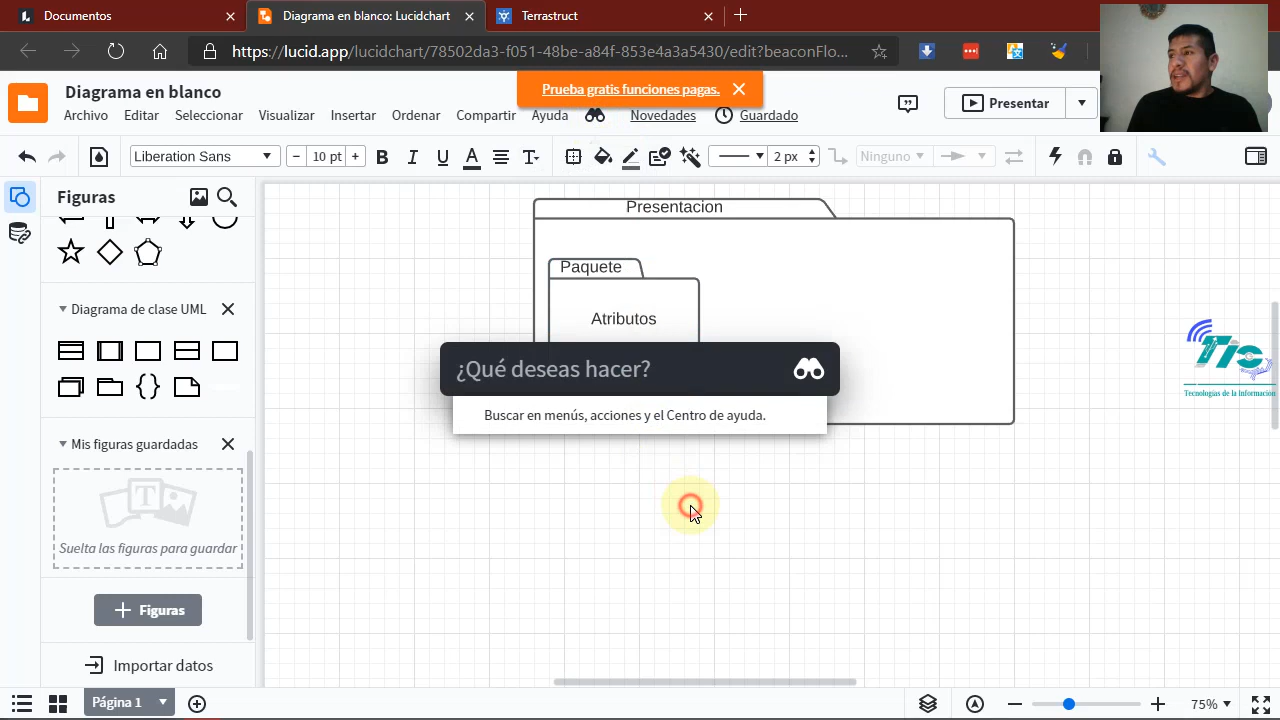 Documentos
Diagrama en blanco: Lucidchart
Terrastruct
https://lucid.app/lucidchart/78502da3-f051-48be-a84f-853e4a3a5430/edit?beaconFlo...
Diagrama en blanco
Prueba gratis funciones pagas.
Archivo
Editar
Seleccionar
Visualizar
Insertar
Ordenar
Compartir
Ayuda
Novedades
Guardado
Presentar
Liberation Sans
10 pt
B
I
U
A
T
2 px
Ninguno
Figuras
Diagrama de clase UML
Mis figuras guardadas
T
Suelta las figuras para guardar
Figuras
Importar datos
Presentacion
Paquete
Atributos
¿Qué deseas hacer?
Buscar en menús, acciones y el Centro de ayuda.
Tic
Tecnologías de la Información
Página 1
75%